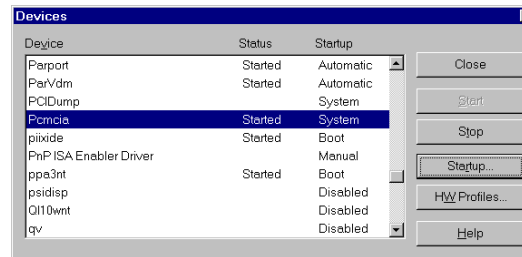 Devices
Device Status Startup
Parport Started Automatic
ParVdm Started Automatic
PCIDump System
Pcmcia Started System
piixide Started Boot
PnP ISA Enabler Driver Manual
ppa3nt Started Boot
psidisp Disabled
Ql10wnt Disabled
qv Disabled
Close
Start
Stop
Startup...
HW Profiles...
Help